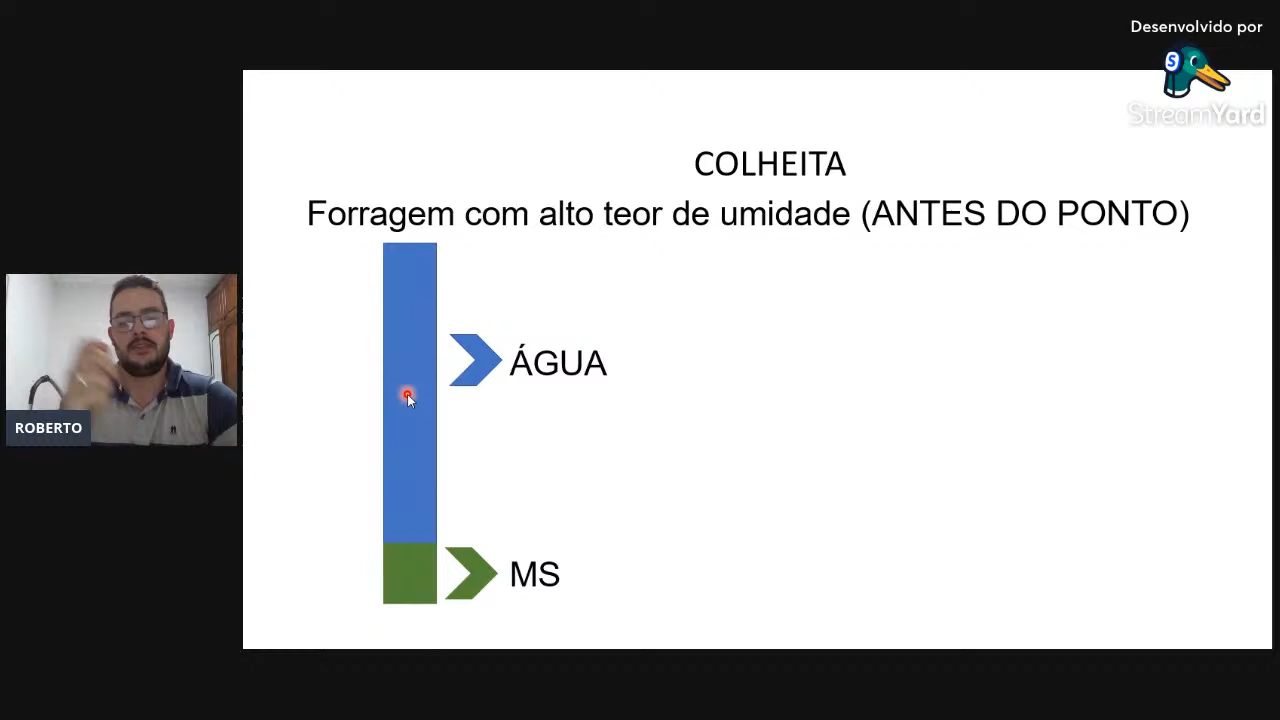 Desenvolvido por
StreamYard
COLHEITA
Forragem com alto teor de umidade (ANTES DO PONTO)
ÁGUA
ROBERTO
MS